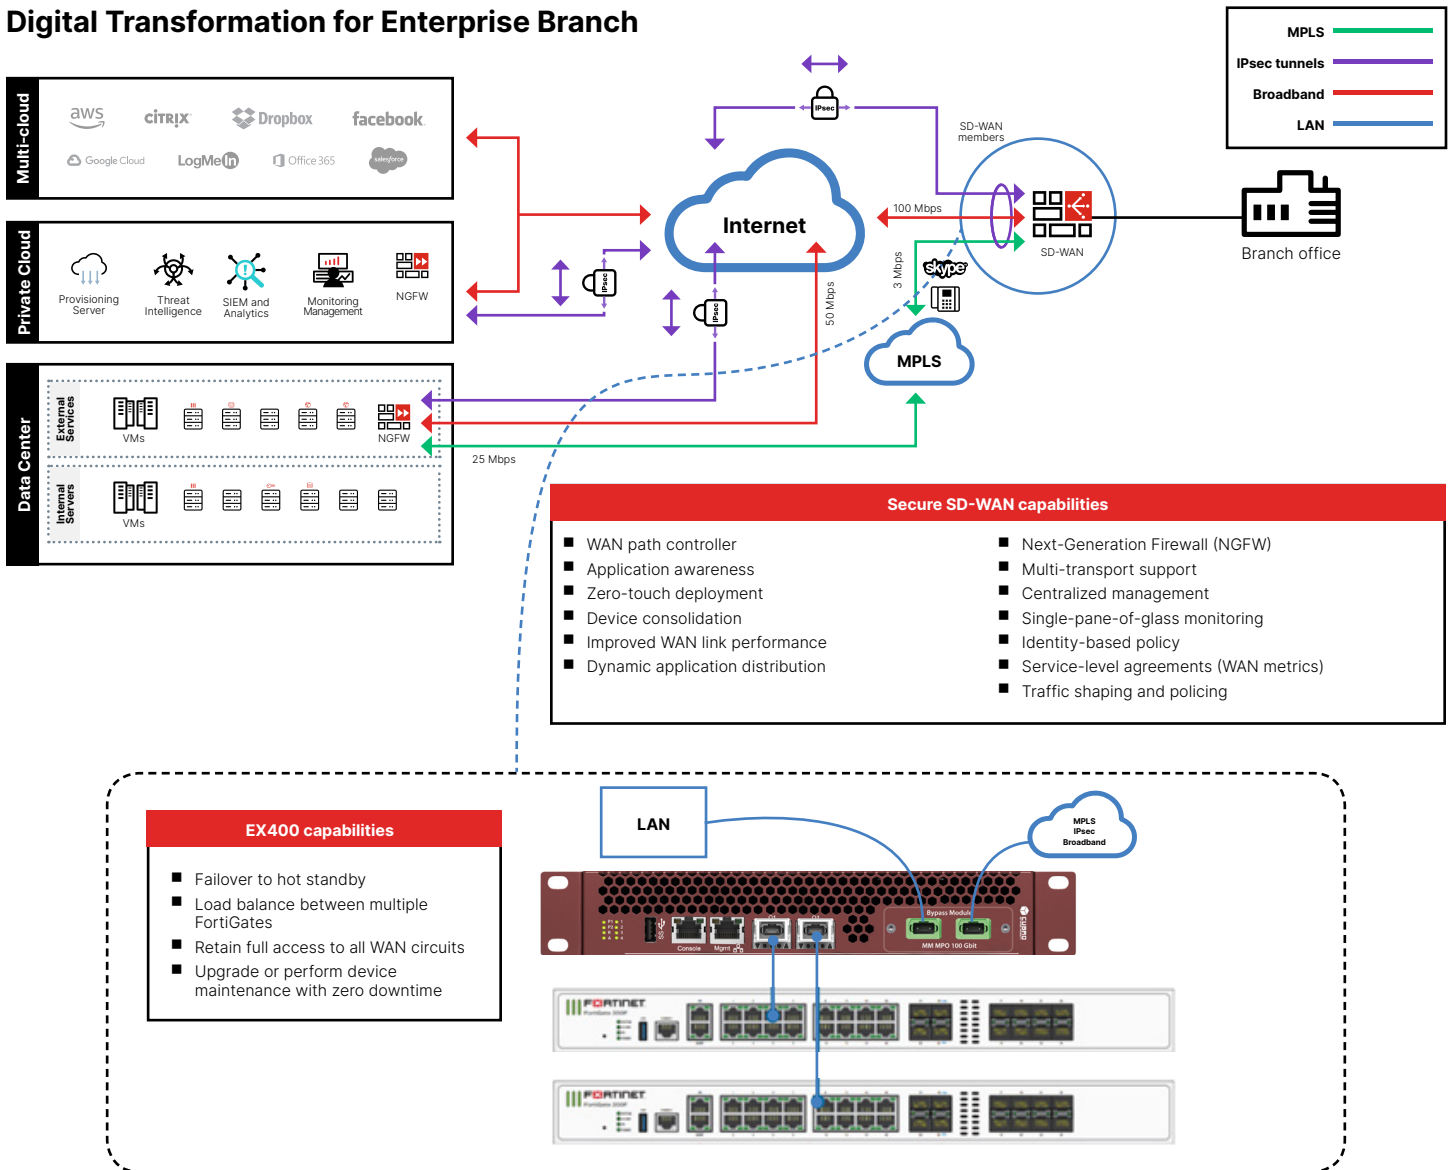 Digital Transformation for Enterprise Branch
MPLS
IPsec tunnels
Broadband
LAN
Multi-cloud
aws
citrix
Dropbox
facebook.
Google Cloud
LogMeIn
Office 365
salesforce
Private Cloud
Provisioning
Server
Threat
Intelligence
SIEM and
Analytics
Monitoring
Management
NGFW
Data Center
External
Services
VMs
NGFW
Internal
Servers
VMs
25 Mbps
IPsec
IPsec
IPsec
Internet
50 Mbps
100 Mbps
3 Mbps
skype
MPLS
SD-WAN
members
SD-WAN
Branch office
Secure SD-WAN capabilities
WAN path controller
Application awareness
Zero-touch deployment
Device consolidation
Improved WAN link performance
Dynamic application distribution
Next-Generation Firewall (NGFW)
Multi-transport support
Centralized management
Single-pane-of-glass monitoring
Identity-based policy
Service-level agreements (WAN metrics)
Traffic shaping and policing
EX400 capabilities
Failover to hot standby
Load balance between multiple
FortiGates
Retain full access to all WAN circuits
Upgrade or perform device
maintenance with zero downtime
LAN
MPLS
IPsec
Broadband
Console
Mgmt
Bypass Module
MM MPO 100 Gbit
FORTINET
FORTINET